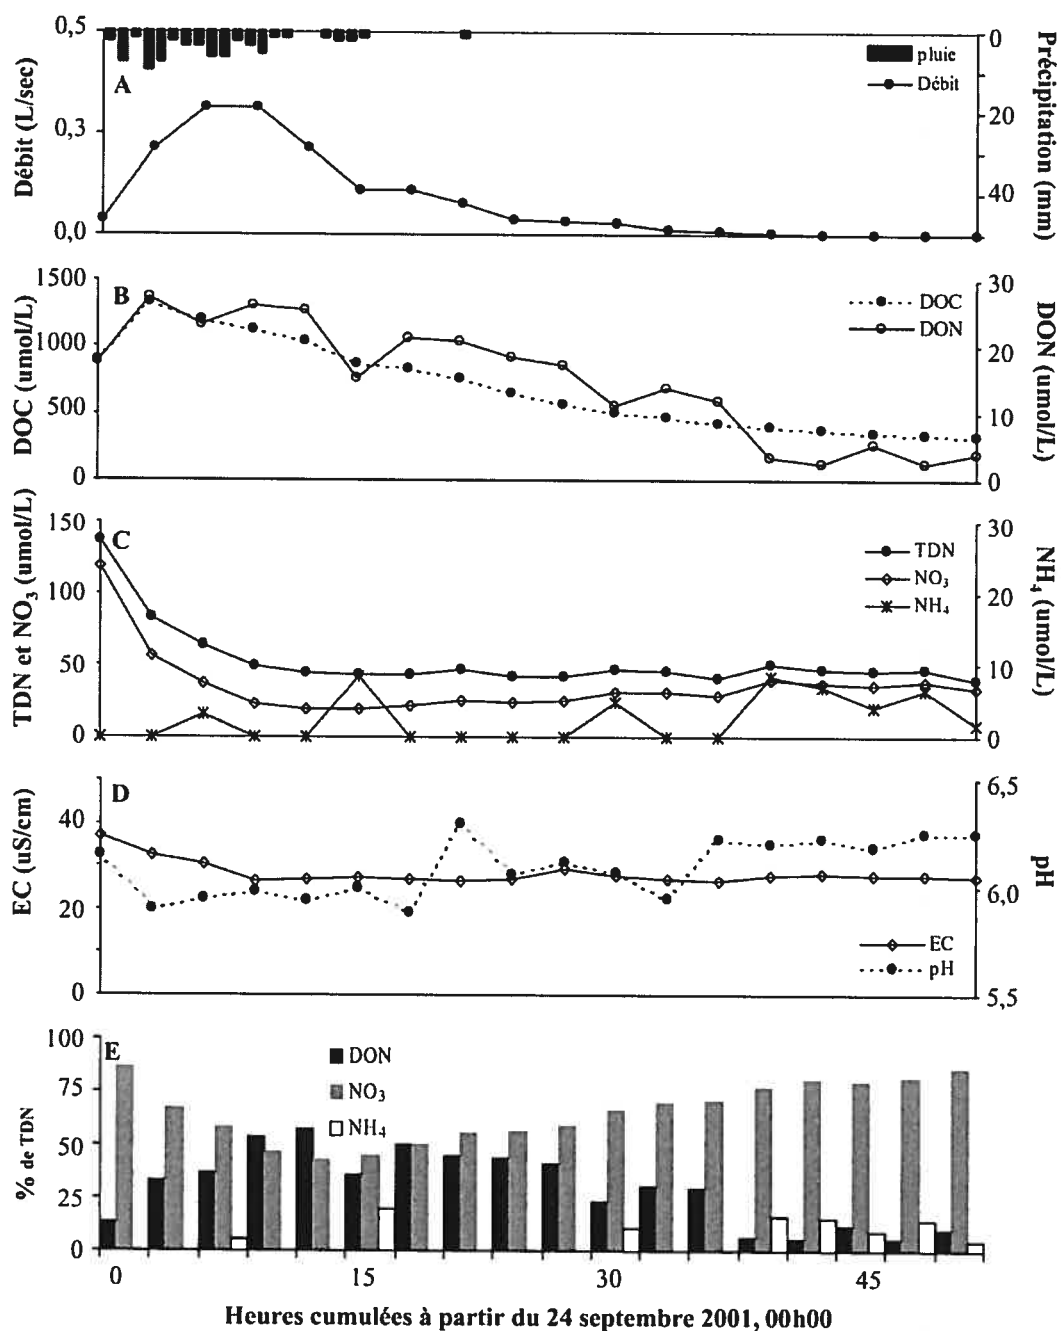 A
Débit (L/sec)
0,5
0,3
0,0
pluie
Débit
Précipitation (mm)
0
20
40
B
DOC (umol/L)
1500
1000
500
0
DOC
DON
DON (umol/L)
30
20
10
0
C
TDN et NO3 (umol/L)
150
100
50
0
TDN
NO3
NH4
NH4 (umol/L)
30
20
10
0
D
EC (uS/cm)
40
20
0
EC
pH
pH
6,5
6,0
5,5
E
% de TDN
100
75
50
25
0
DON
NO3
NH4
0 15 30 45
Heures cumulées à partir du 24 septembre 2001, 00h00